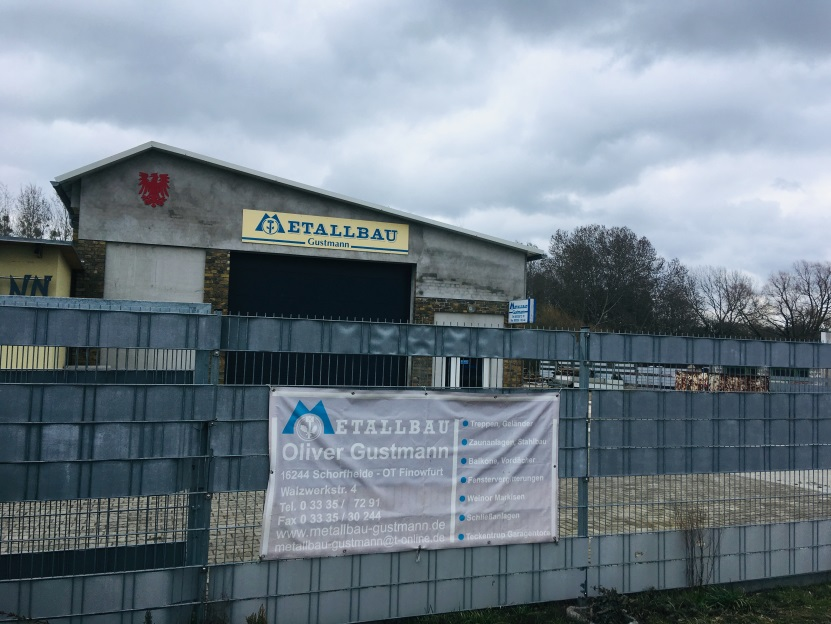 METALLBAU
Gustmann
NN
METALLBAU
Oliver Gustmann
16244 Schorfheide - OT Finowfurt
Walzwerkstr. 4
Tel. 0 33 35 / 72 91
Fax 0 33 35 / 30 244
www.metallbau-gustmann.de
metallbau-gustmann@t-online.de
Treppen, Gelände
Zaunanlagen, Stahlbau
Balkone, Vordächer
Fenstervergitterungen
Weinor Markisen
Schließanlagen
Teckentrup Garagentore